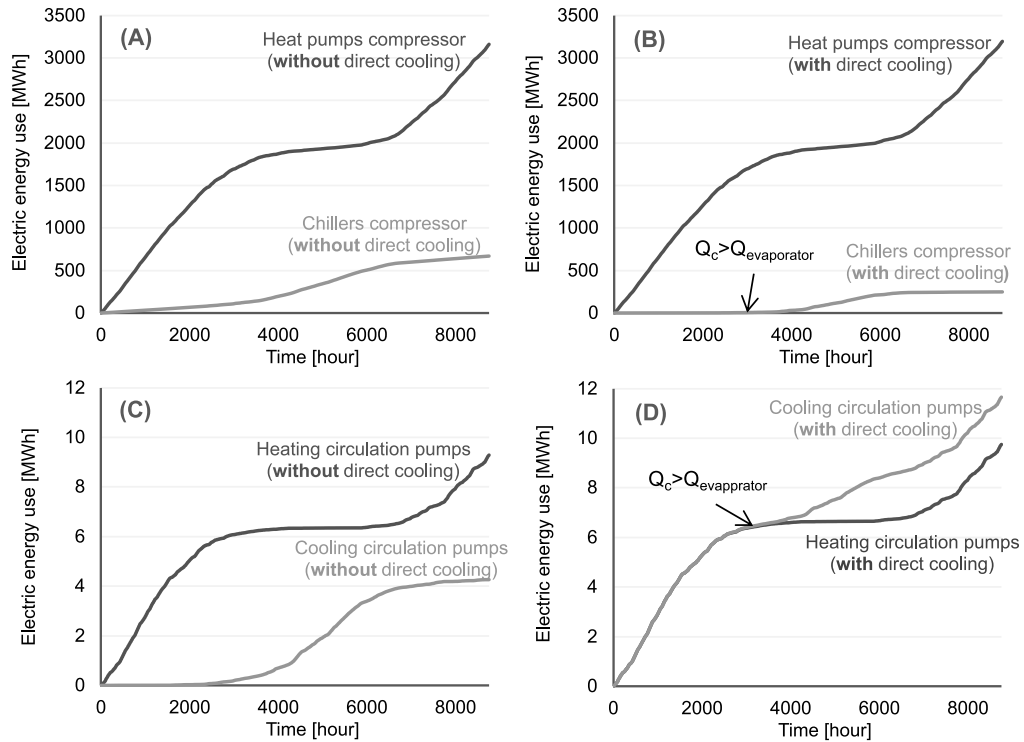 (A)
Heat pumps compressor
(without direct cooling)
Chillers compressor
(without direct cooling)
Electric energy use [MWh]
3500
3000
2500
2000
1500
1000
500
0
0 2000 4000 6000 8000
Time [hour]
(B)
Heat pumps compressor
(with direct cooling)
Qc>Qevaporator
Chillers compressor
(with direct cooling)
Electric energy use [MWh]
3500
3000
2500
2000
1500
1000
500
0
0 2000 4000 6000 8000
Time [hour]
(C)
Heating circulation pumps
(without direct cooling)
Cooling circulation pumps
(without direct cooling)
Electric energy use [MWh]
12
10
8
6
4
2
0
0 2000 4000 6000 8000
Time [hour]
(D)
Cooling circulation pumps
(with direct cooling)
Qc>Qevapprator
Heating circulation pumps
(with direct cooling)
Electric energy use [MWh]
12
10
8
6
4
2
0
0 2000 4000 6000 8000
Time [hour]